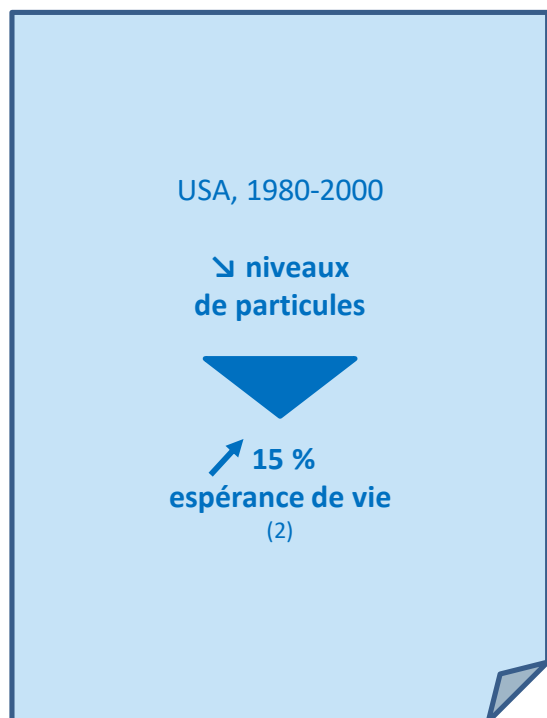 USA, 1980-2000
↘ niveaux
de particules
↗ 15 %
espérance de vie
(2)